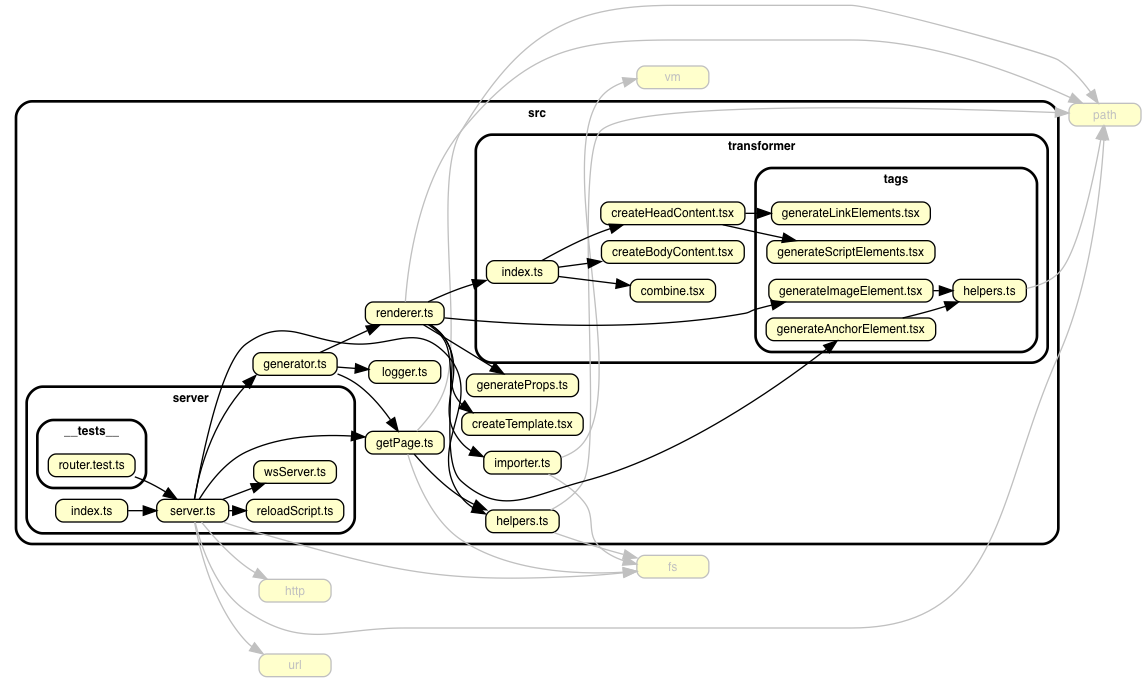 vm
path
src
transformer
tags
createHeadContent.tsx
generateLinkElements.tsx
createBodyContent.tsx
generateScriptElements.tsx
index.ts
combine.tsx
generateImageElement.tsx
helpers.ts
renderer.ts
generateAnchorElement.tsx
generator.ts
logger.ts
generateProps.ts
server
createTemplate.tsx
__tests__
getPage.ts
router.test.ts
wsServer.ts
importer.ts
index.ts
server.ts
reloadScript.ts
helpers.ts
fs
http
url